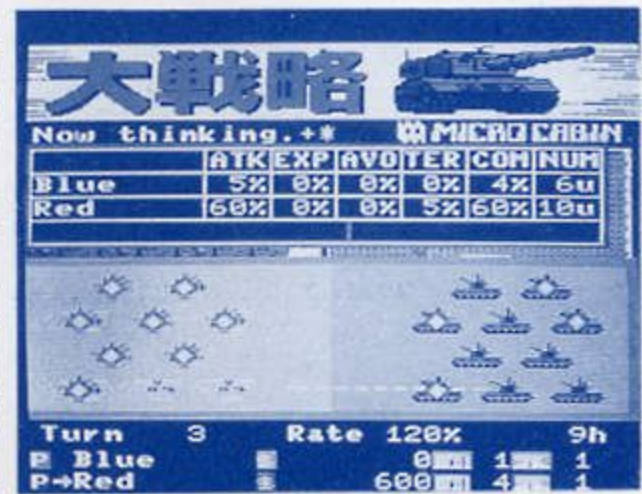 大戦略
Now thinking.+* MICRO CABIN
ATK EXP AVO TER COM NUM
Blue 5% 0% 0% 0% 4% 6u
Red 60% 0% 0% 5% 60% 10u
Turn 3 Rate 120% 9h
P Blue 0 1 1
P→Red 600 4 1